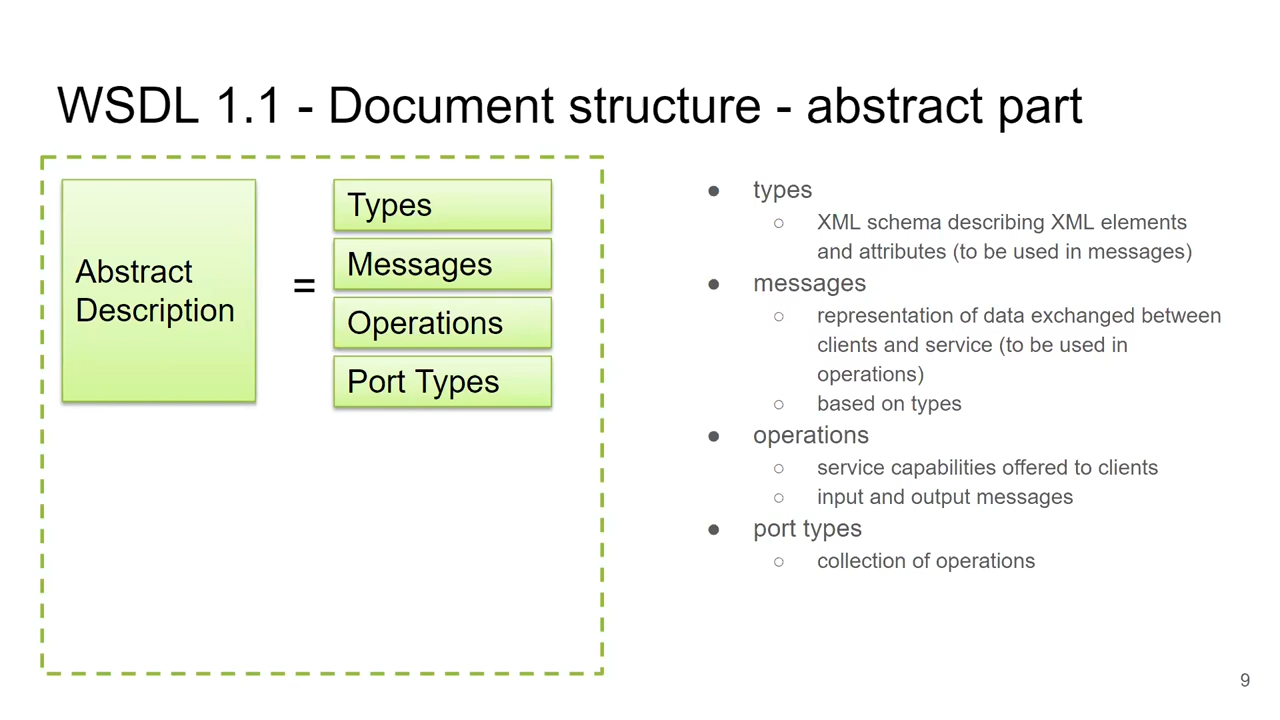 WSDL 1.1 - Document structure - abstract part
Abstract
Description
=
Types
Messages
Operations
Port Types
● types
○ XML schema describing XML elements
and attributes (to be used in messages)
● messages
○ representation of data exchanged between
clients and service (to be used in
operations)
○ based on types
● operations
○ service capabilities offered to clients
○ input and output messages
● port types
○ collection of operations
9